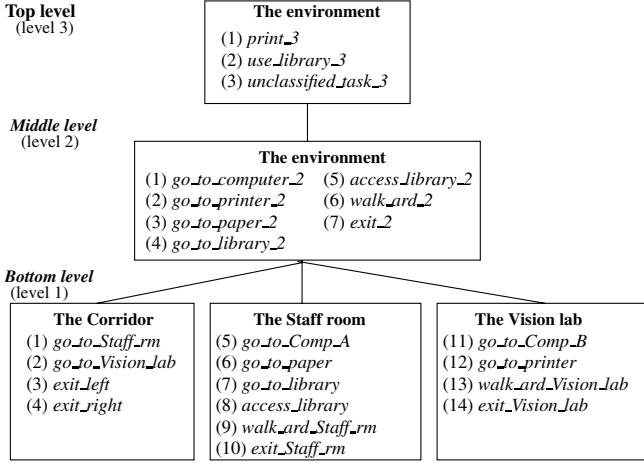 Top level
(level 3)
The environment
(1) print_3
(2) use_library_3
(3) unclassified_task_3
Middle level
(level 2)
The environment
(1) go_to_computer_2
(2) go_to_printer_2
(3) go_to_paper_2
(4) go_to_library_2
(5) access_library_2
(6) walk_ard_2
(7) exit_2
Bottom level
(level 1)
The Corridor
(1) go_to_Staff_rm
(2) go_to_Vision_lab
(3) exit_left
(4) exit_right
The Staff room
(5) go_to_Comp_A
(6) go_to_paper
(7) go_to_library
(8) access_library
(9) walk_ard_Staff_rm
(10) exit_Staff_rm
The Vision lab
(11) go_to_Comp_B
(12) go_to_printer
(13) walk_ard_Vision_lab
(14) exit_Vision_lab